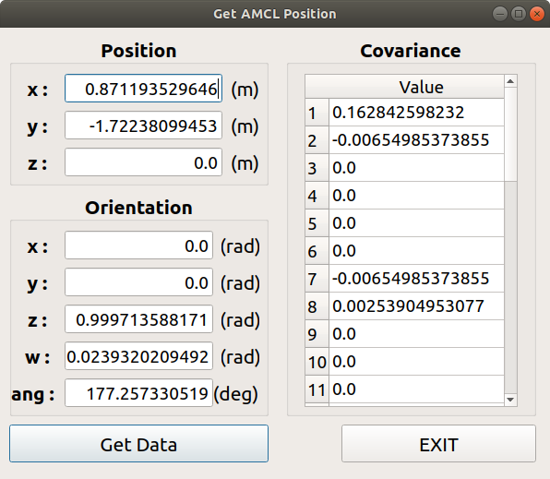 Get AMCL Position
Position
x : 0.871193529646 (m)
y : -1.72238099453 (m)
z : 0.0 (m)
Orientation
x : 0.0 (rad)
y : 0.0 (rad)
z : 0.999713588171 (rad)
w : 0.0239320209492 (rad)
ang : 177.257330519 (deg)
Get Data
Covariance
Value
1 0.162842598232
2 -0.00654985373855
3 0.0
4 0.0
5 0.0
6 0.0
7 -0.00654985373855
8 0.00253904953077
9 0.0
10 0.0
11 0.0
EXIT